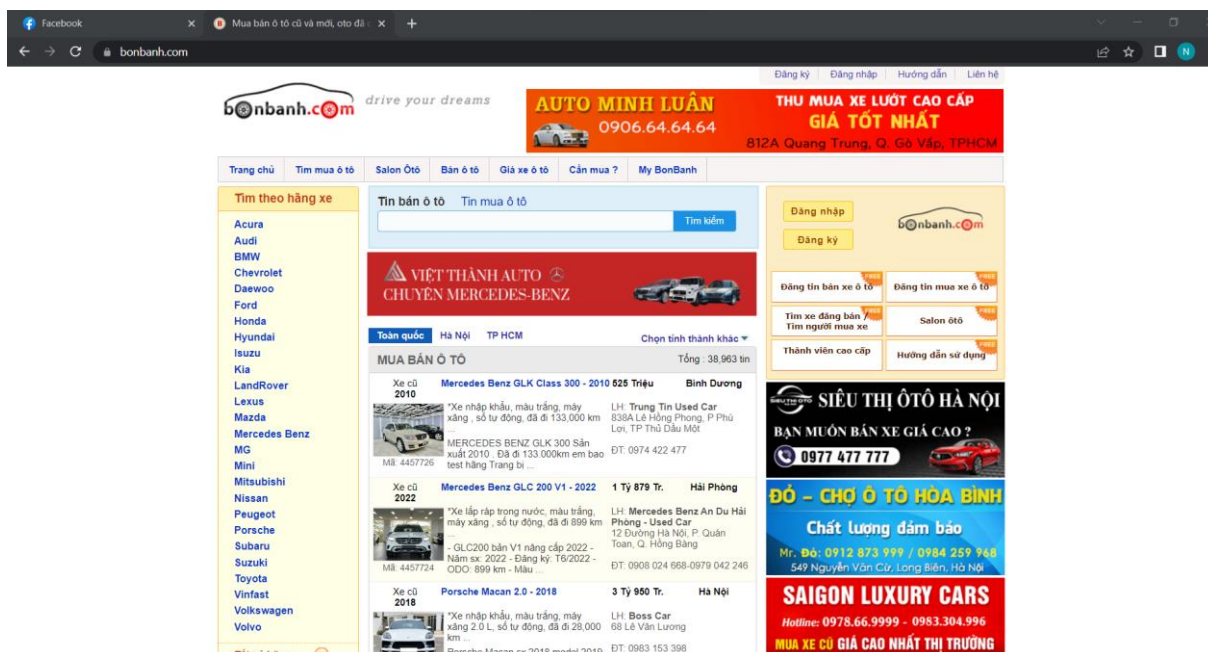 Facebook
Mua bán ô tô cũ và mới, oto đã c
bonbanh.com
N
Đăng ký Đăng nhập Hướng dẫn Liên hệ
bonbanh.com
drive your dreams
AUTO MINH LUÂN
0906.64.64.64
THU MUA XE LƯỚT CAO CẤP
GIÁ TỐT NHẤT
812A Quang Trung, Q. Gò Vấp, TPHCM
Trang chủ Tìm mua ô tô Salon Ôtô Bán ô tô Giá xe ô tô Cần mua ? My BonBanh
Tìm theo hãng xe
Acura
Audi
BMW
Chevrolet
Daewoo
Ford
Honda
Hyundai
Isuzu
Kia
LandRover
Lexus
Mazda
Mercedes Benz
MG
Mini
Mitsubishi
Nissan
Peugeot
Porsche
Subaru
Suzuki
Toyota
Vinfast
Volkswagen
Volvo
Tin bán ô tô Tin mua ô tô
Tìm kiếm
VIỆT THÀNH AUTO
CHUYÊN MERCEDES-BENZ
Toàn quốc Hà Nội TP HCM Chọn tỉnh thành khác
MUA BÁN Ô TÔ Tổng : 38,963 tin
Xe cũ
2010
Mercedes Benz GLK Class 300 - 2010 525 Triệu Bình Dương
*Xe nhập khẩu, màu trắng, máy
xăng , số tự động, đã đi 133,000 km
...
MERCEDES BENZ GLK 300 Sản
xuất 2010 . Đã đi 133.000km em bao
test hãng Trang bi ...
LH: Trung Tin Used Car
838A Lê Hồng Phong, P Phú
Lợi, TP Thủ Dầu Một
ĐT: 0974 422 477
Mã: 4457726
Xe cũ
2022
Mercedes Benz GLC 200 V1 - 2022 1 Tỷ 879 Tr. Hải Phòng
*Xe lắp ráp trong nước, màu trắng,
máy xăng , số tự động, đã đi 899 km
...
- GLC200 bản V1 nâng cấp 2022 -
Năm sx: 2022 - Đăng ký: T6/2022 -
ODO: 899 km - Màu ...
LH: Mercedes Benz An Du Hải
Phòng - Used Car
12 Đường Hà Nội, P. Quán
Toan, Q. Hồng Bàng
ĐT: 0908 024 668-0979 042 246
Mã: 4457724
Xe cũ
2018
Porsche Macan 2.0 - 2018 3 Tỷ 950 Tr. Hà Nội
*Xe nhập khẩu, màu trắng, máy
xăng 2.0 L, số tự động, đã đi 28,000
km ...
Porsche Macan sx 2018 model 2019
LH: Boss Car
68 Lê Văn Lương
ĐT: 0983 153 398
Đăng nhập
Đăng ký
bonbanh.com
Đăng tin bán xe ô tô FREE
Đăng tin mua xe ô tô FREE
Tìm xe đăng bán /
Tìm người mua xe
Salon ôtô FREE
Thành viên cao cấp
Hướng dẫn sử dụng FREE
SIEU THI OTO
SIÊU THỊ ÔTÔ HÀ NỘI
BẠN MUỐN BÁN XE GIÁ CAO ?
0977 477 777
ĐỎ - CHỢ Ô TÔ HÒA BÌNH
Chất lượng đảm bảo
Mr. Đỏ: 0912 873 999 / 0984 259 968
549 Nguyễn Văn Cừ, Long Biên, Hà Nội
SAIGON LUXURY CARS
Hotline: 0978.66.9999 - 0983.304.996
MUA XE CŨ GIÁ CAO NHẤT THỊ TRƯỜNG